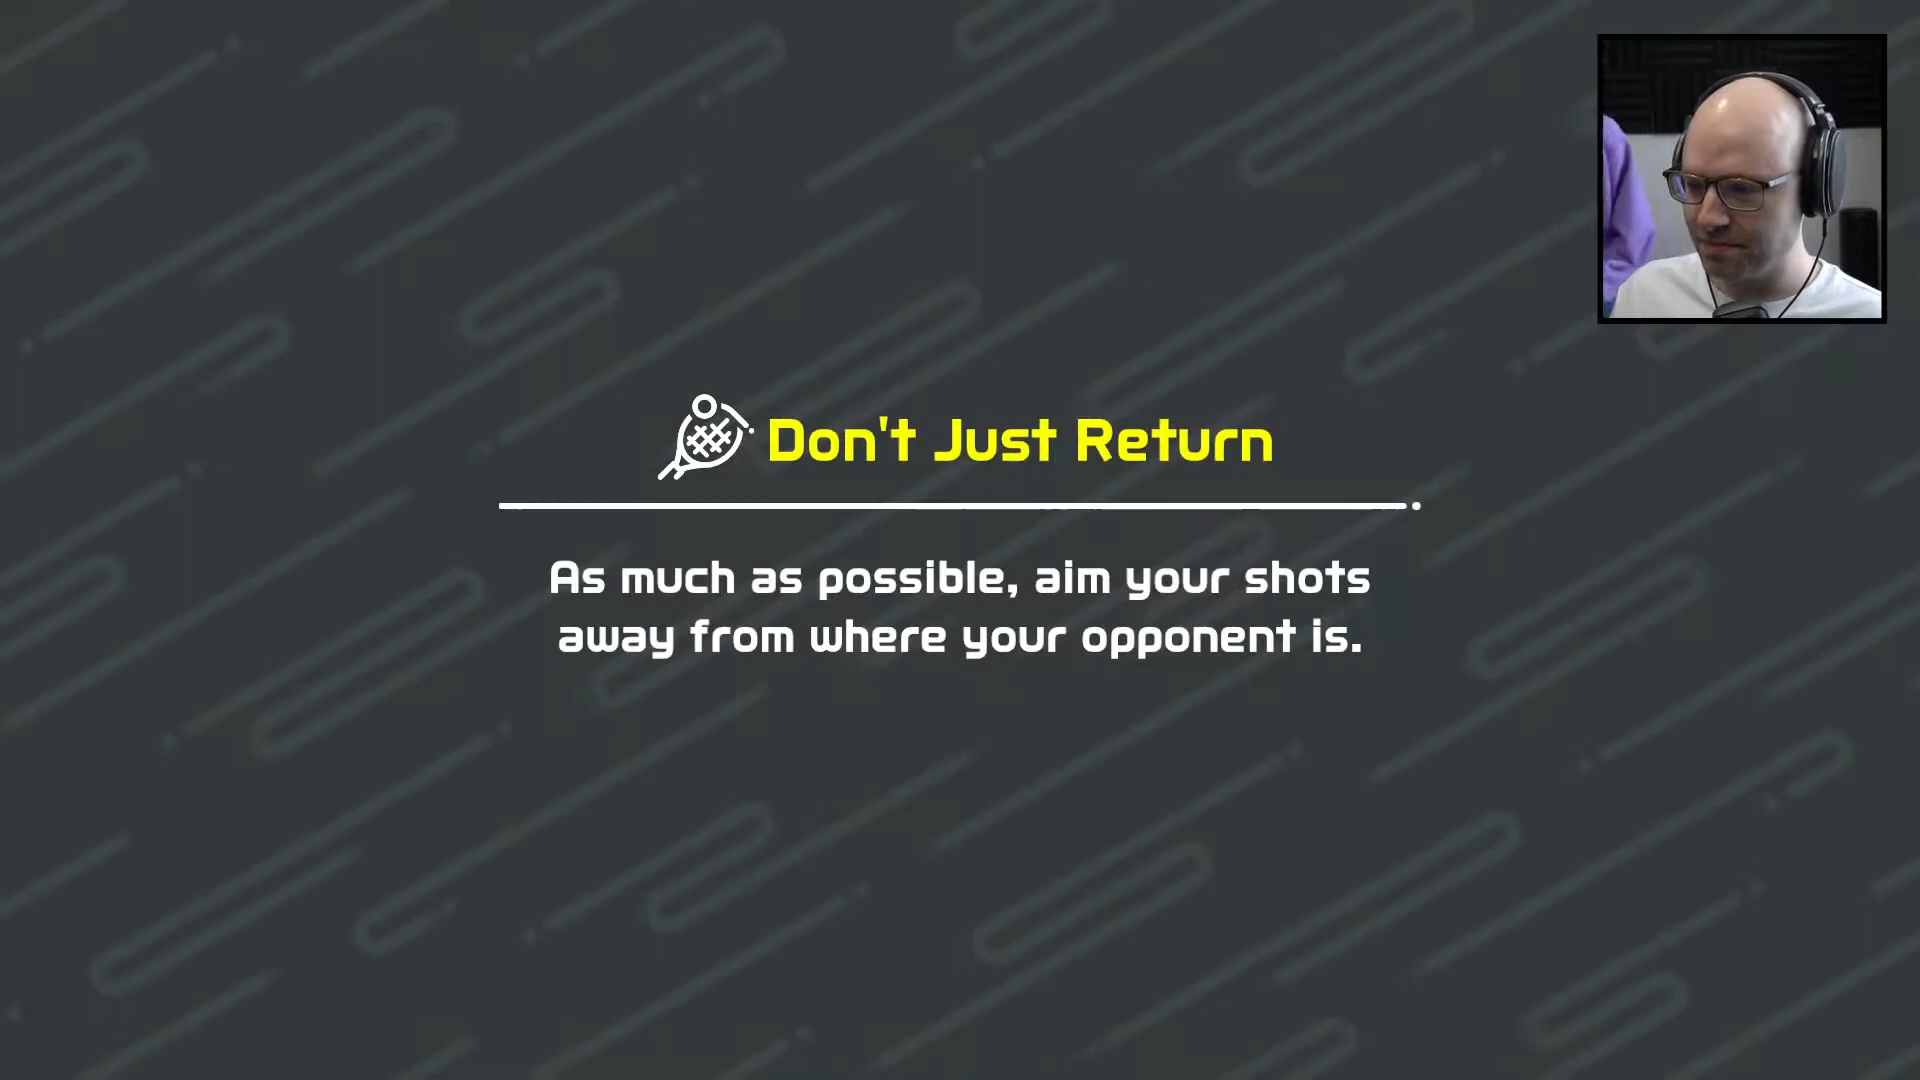 Don't Just Return
As much as possible, aim your shots
away from where your opponent is.